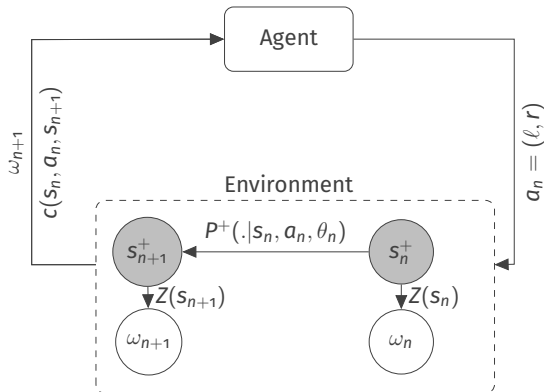 Agent
ω_{n+1}
c(s_n, a_n, s_{n+1})
a_n = (ℓ, r)
Environment
P^+(.|s_n, a_n, θ_n)
s^+_{n+1}
s^+_n
Z(s_{n+1})
Z(s_n)
ω_{n+1}
ω_n